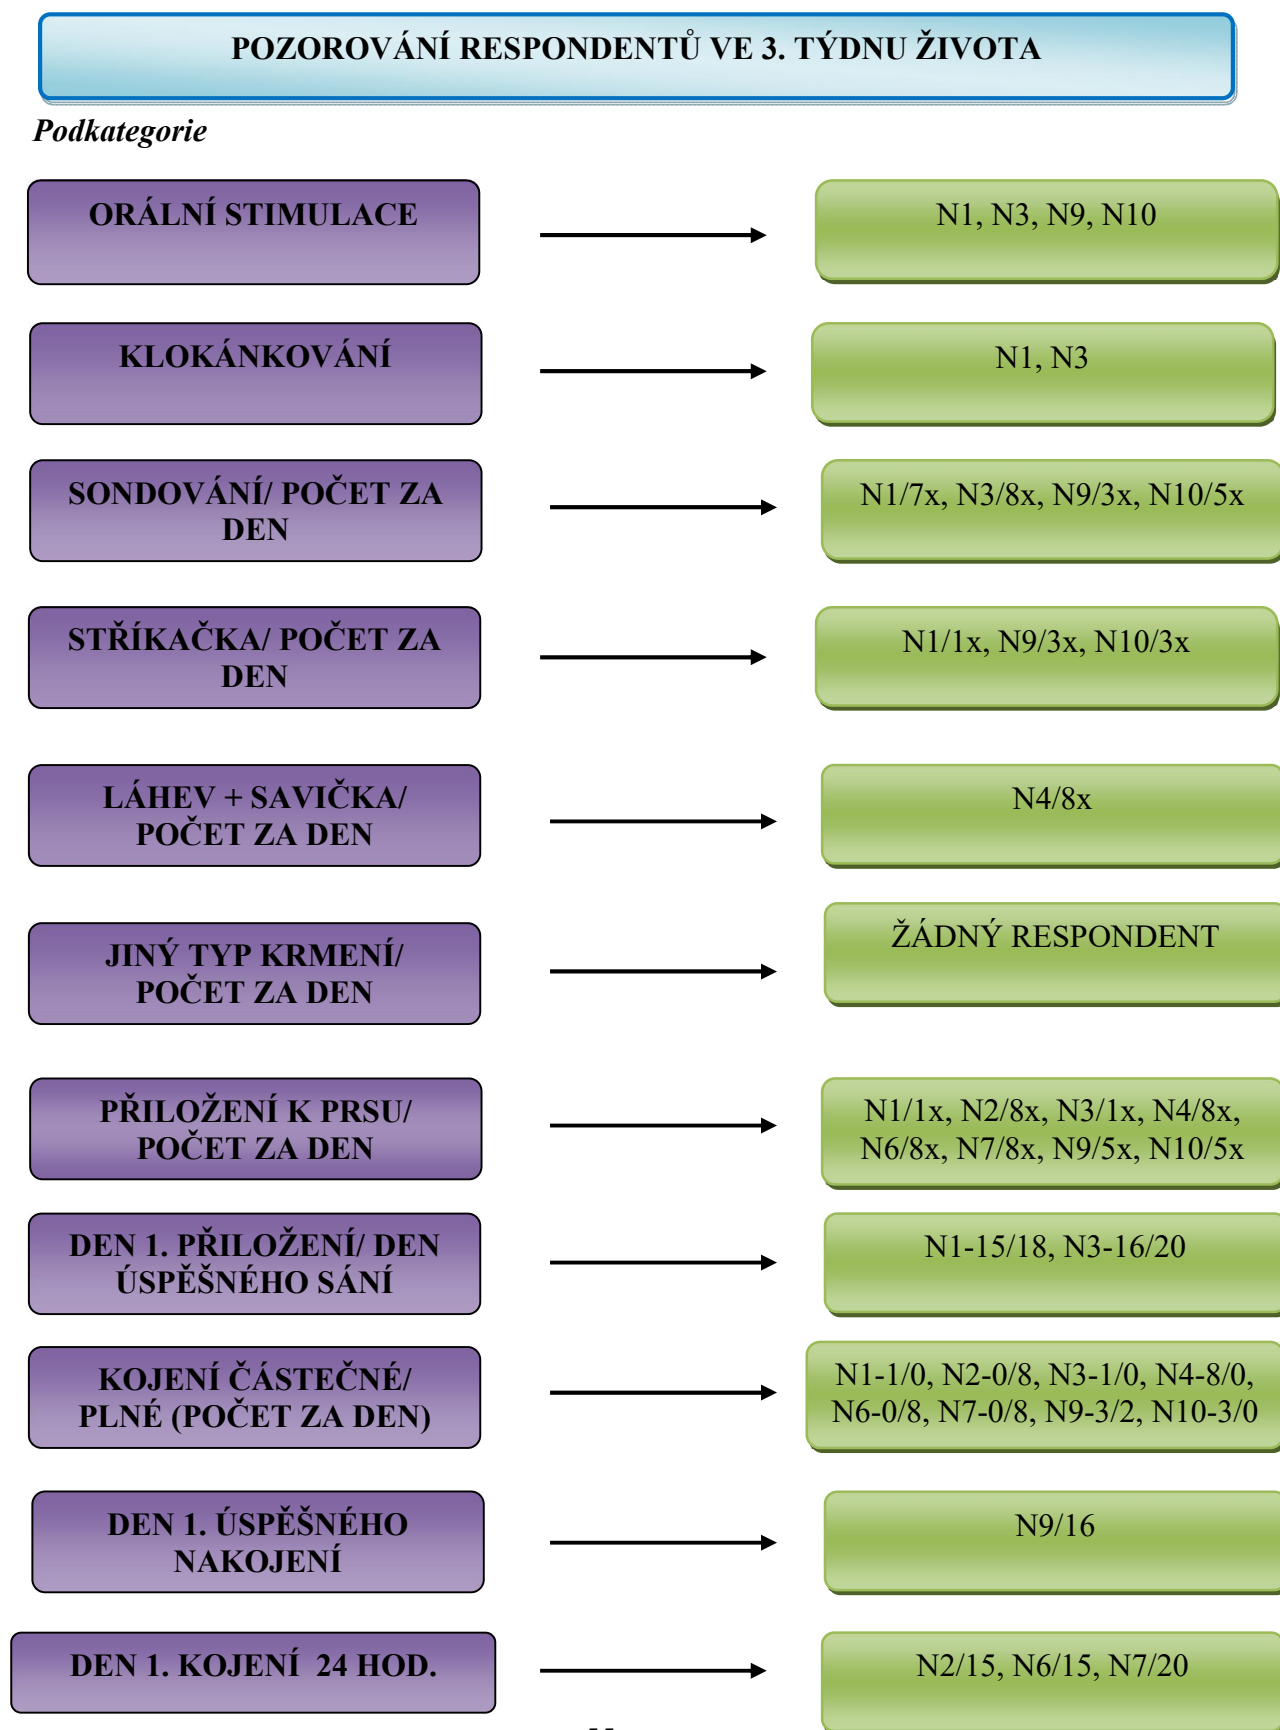 POZOROVÁNÍ RESPONDENTŮ VE 3. TÝDNU ŽIVOTA
Podkategorie
ORÁLNÍ STIMULACE
N1, N3, N9, N10
KLOKÁNKOVÁNÍ
N1, N3
SONDOVÁNÍ/ POČET ZA
DEN
N1/7x, N3/8x, N9/3x, N10/5x
STŘÍKAČKA/ POČET ZA
DEN
N1/1x, N9/3x, N10/3x
LÁHEV + SAVIČKA/
POČET ZA DEN
N4/8x
JINÝ TYP KRMENÍ/
POČET ZA DEN
ŽÁDNÝ RESPONDENT
PŘILOŽENÍ K PRSU/
POČET ZA DEN
N1/1x, N2/8x, N3/1x, N4/8x,
N6/8x, N7/8x, N9/5x, N10/5x
DEN 1. PŘILOŽENÍ/ DEN
ÚSPĚŠNÉHO SÁNÍ
N1-15/18, N3-16/20
KOJENÍ ČÁSTEČNÉ/
PLNÉ (POČET ZA DEN)
N1-1/0, N2-0/8, N3-1/0, N4-8/0,
N6-0/8, N7-0/8, N9-3/2, N10-3/0
DEN 1. ÚSPĚŠNÉHO
NAKOJENÍ
N9/16
DEN 1. KOJENÍ 24 HOD.
N2/15, N6/15, N7/20